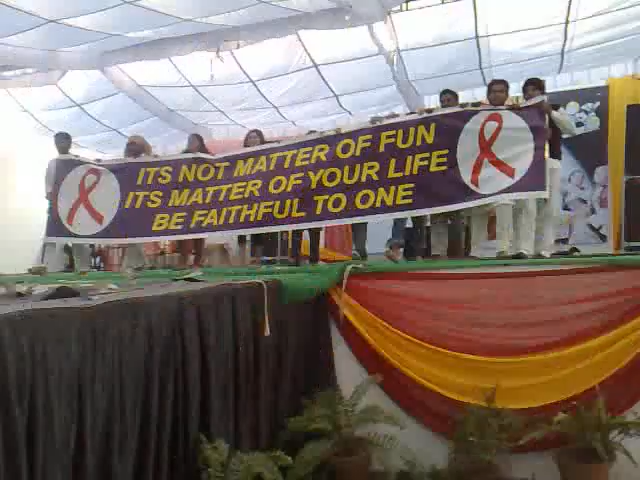 ITS NOT MATTER OF FUN
ITS MATTER OF YOUR LIFE
BE FAITHFUL TO ONE